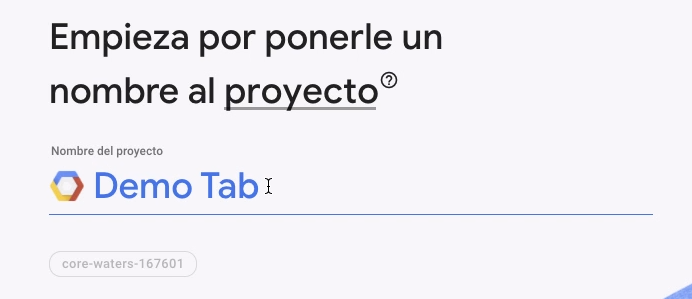 Empieza por ponerle un
nombre al proyecto
Nombre del proyecto
Demo Tab
core-waters-167601